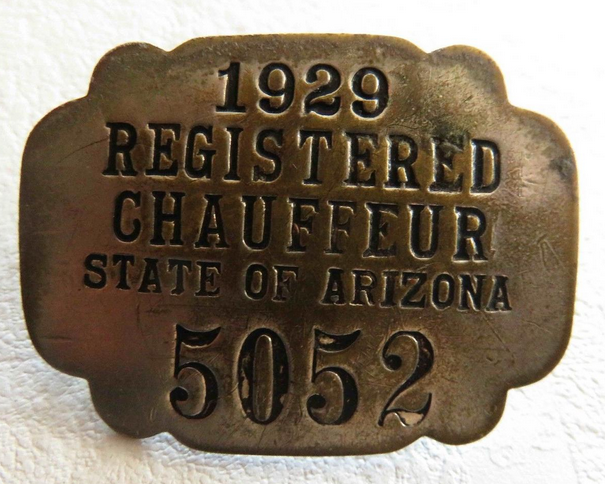 1929
REGISTERED
CHAUFFEUR
STATE OF ARIZONA
5052